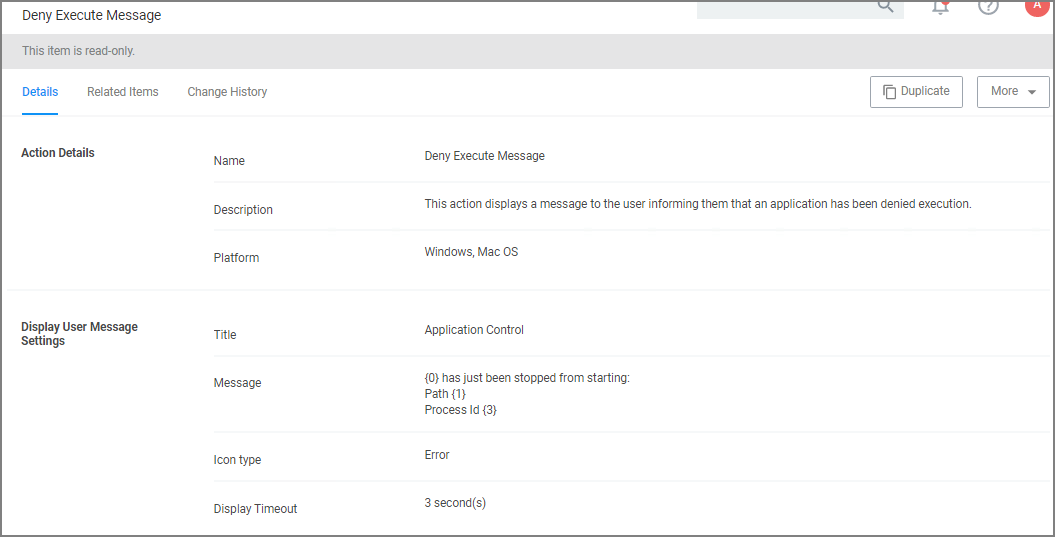 Deny Execute Message
A
This item is read-only.
Details
Related Items
Change History
Duplicate
More
Action Details
Name
Deny Execute Message
Description
This action displays a message to the user informing them that an application has been denied execution.
Platform
Windows, Mac OS
Display User Message
Settings
Title
Application Control
Message
{0} has just been stopped from starting:
Path {1}
Process Id {3}
Icon type
Error
Display Timeout
3 second(s)